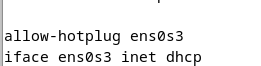 allow-hotplug ens0s3
iface ens0s3 inet dhcp